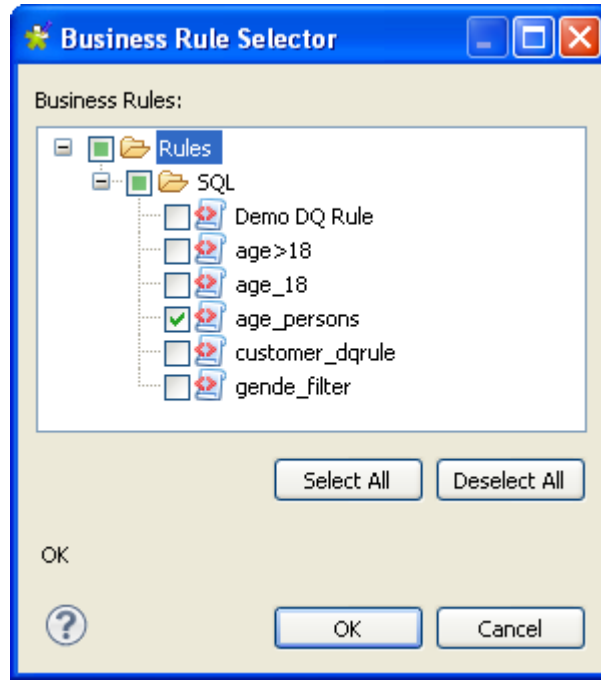 Business Rule Selector
Business Rules:
Rules
SQL
Demo DQ Rule
age>18
age_18
age_persons
customer_dqrule
gende_filter
Select All Deselect All
OK
OK Cancel